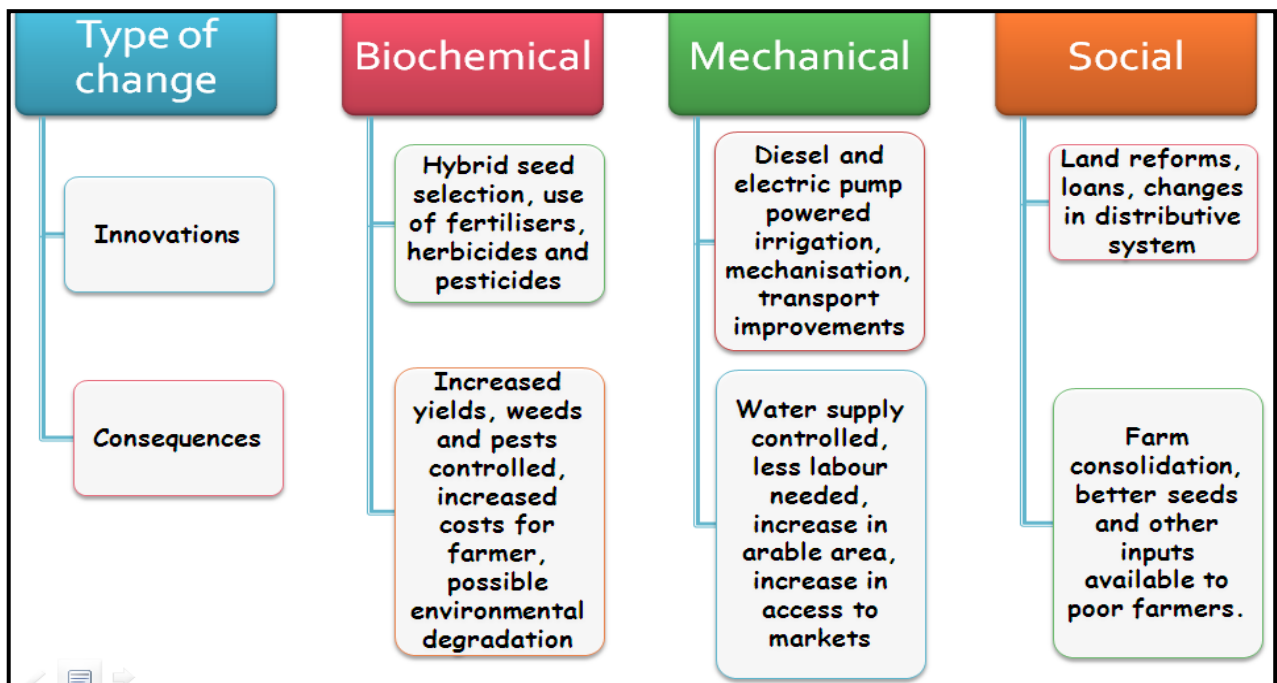 Type of
change
Innovations
Consequences
Biochemical
Hybrid seed
selection, use
of fertilisers,
herbicides and
pesticides
Increased
yields, weeds
and pests
controlled,
increased
costs for
farmer,
possible
environmental
degradation
Mechanical
Diesel and
electric pump
powered
irrigation,
mechanisation,
transport
improvements
Water supply
controlled,
less labour
needed,
increase in
arable area,
increase in
access to
markets
Social
Land reforms,
loans, changes
in distributive
system
Farm
consolidation,
better seeds
and other
inputs
available to
poor farmers.